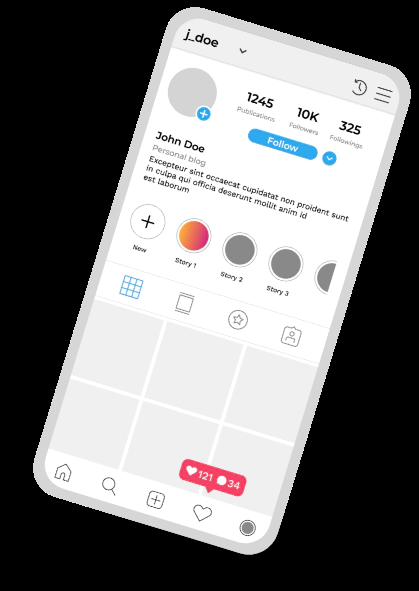 j_doe
1245 10K 325
Publications Followers Followings
Follow
John Doe
Personal blog
Excepteur sint occaecat cupidatat non proident sunt
in culpa qui officia deserunt mollit anim id
est laborum
New Story 1 Story 2 Story 3
121 34